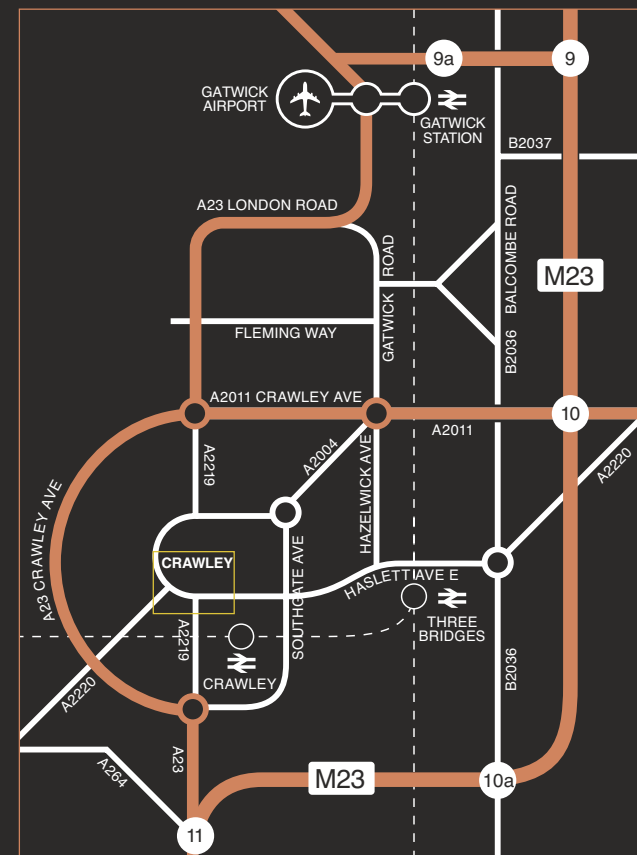 9a
9
GATWICK
AIRPORT
GATWICK
STATION
B2037
A23 LONDON ROAD
BALCOMBE ROAD
GATWICK
ROAD
M23
FLEMING WAY
B2036
A2011 CRAWLEY AVE
10
A2011
A2219
A2004
HAZELWICK AVE
A2220
A23 CRAWLEY AVE
CRAWLEY
SOUTHGATE AVE
HASLETT AVE E
THREE
BRIDGES
A2219
CRAWLEY
B2036
A2220
A23
A264
M23
10a
11